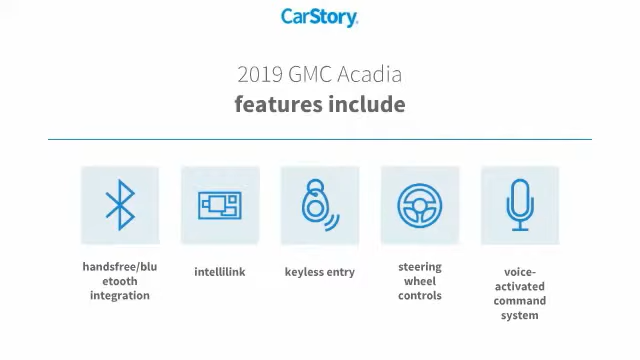 CarStory.
2019 GMC Acadia
features include
handsfree/blu
etooth
integration
intellilink
keyless entry
steering
wheel
controls
voice-
activated
command
system